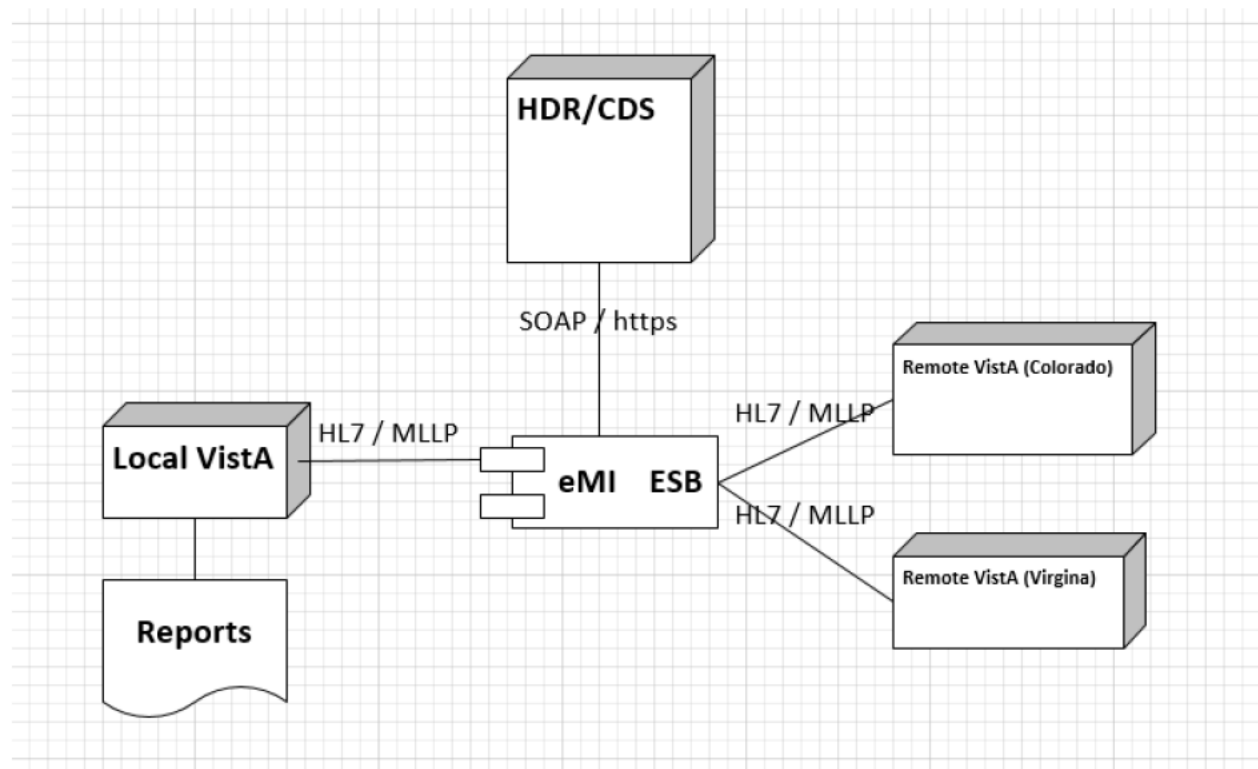 HDR/CDS
SOAP / https
Remote VistA (Colorado)
HL7 / MLLP
HL7 / MLLP
Local VistA
eMI ESB
HL7 / MLLP
Remote VistA (Virgina)
Reports